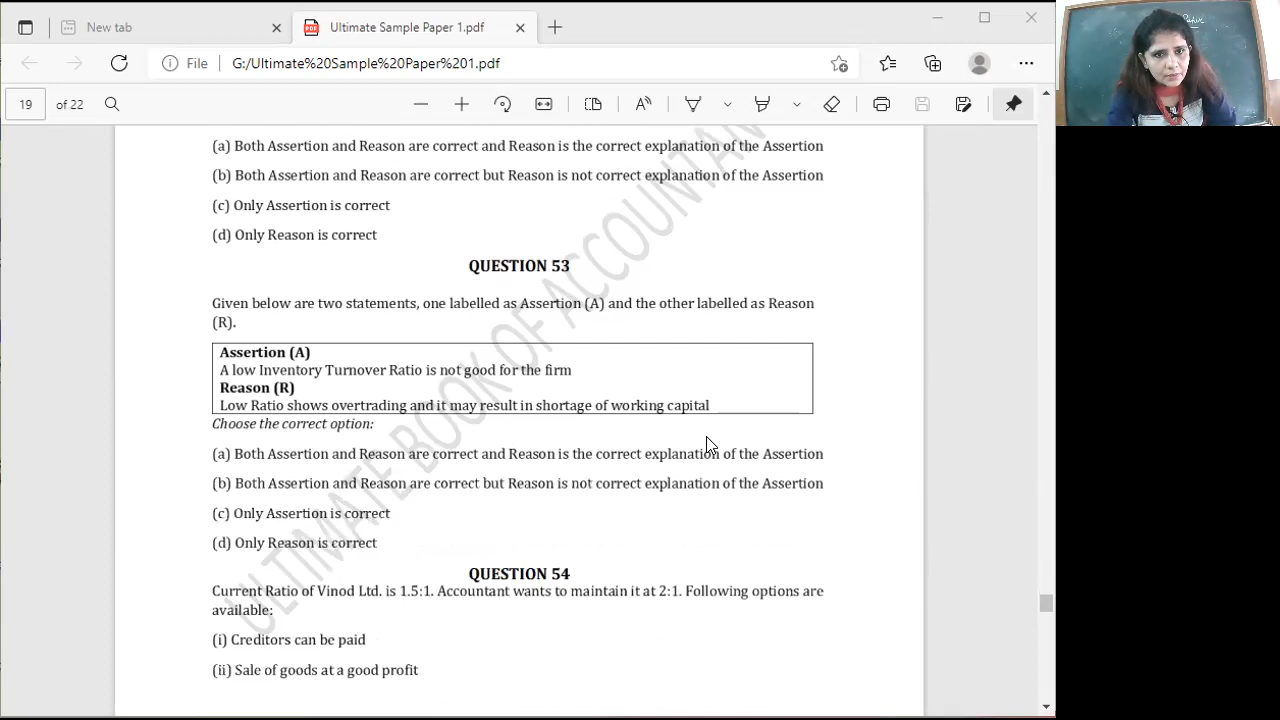 New tab
Ultimate Sample Paper 1.pdf
File
G:/Ultimate%20Sample%20Paper%201.pdf
19 of 22
(a) Both Assertion and Reason are correct and Reason is the correct explanation of the Assertion
(b) Both Assertion and Reason are correct but Reason is not correct explanation of the Assertion
(c) Only Assertion is correct
(d) Only Reason is correct
QUESTION 53
Given below are two statements, one labelled as Assertion (A) and the other labelled as Reason
(R).
Assertion (A)
A low Inventory Turnover Ratio is not good for the firm
Reason (R)
Low Ratio shows overtrading and it may result in shortage of working capital
Choose the correct option:
(a) Both Assertion and Reason are correct and Reason is the correct explanation of the Assertion
(b) Both Assertion and Reason are correct but Reason is not correct explanation of the Assertion
(c) Only Assertion is correct
(d) Only Reason is correct
QUESTION 54
Current Ratio of Vinod Ltd. is 1.5:1. Accountant wants to maintain it at 2:1. Following options are
available:
(i) Creditors can be paid
(ii) Sale of goods at a good profit
ULTIMATE BOOK OF ACCOUNTAN